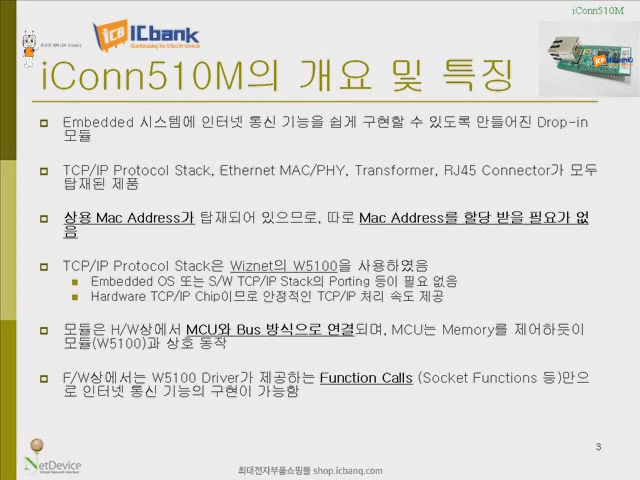 iConn510M
ICbank
Gateway to Electronics
iConn510M의 개요 및 특징
Embedded 시스템에 인터넷 통신 기능을 쉽게 구현할 수 있도록 만들어진 Drop-in
모듈
TCP/IP Protocol Stack, Ethernet MAC/PHY, Transformer, RJ45 Connector가 모두
탑재된 제품
상용 Mac Address가 탑재되어 있으므로, 따로 Mac Address를 할당 받을 필요가 없
음
TCP/IP Protocol Stack은 Wiznet의 W5100을 사용하였음
Embedded OS 또는 S/W TCP/IP Stack의 Porting 등이 필요 없음
Hardware TCP/IP Chip이므로 안정적인 TCP/IP 처리 속도 제공
모듈은 H/W상에서 MCU와 Bus 방식으로 연결되며, MCU는 Memory를 제어하듯이
모듈(W5100)과 상호 동작
F/W상에서는 W5100 Driver가 제공하는 Function Calls (Socket Functions 등)만으
로 인터넷 통신 기능의 구현이 가능함
3
NetDevice
최대전자부품쇼핑몰 shop.icbanq.com